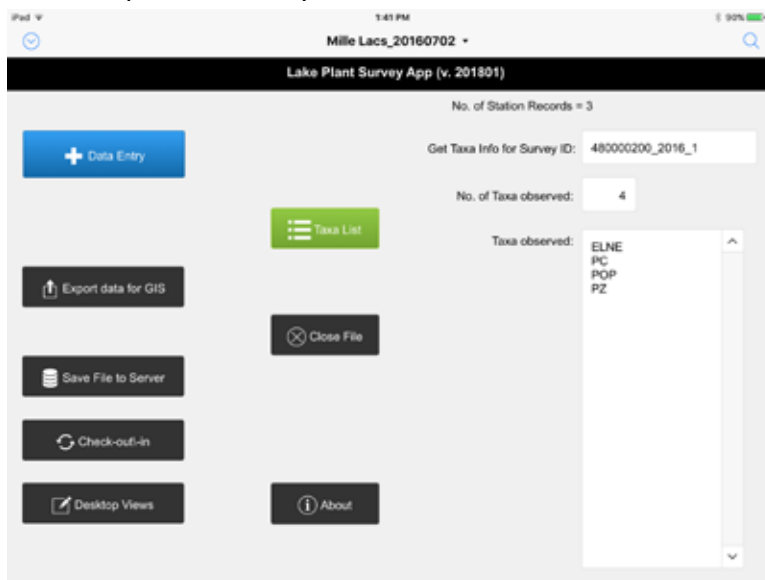 iPad
1:41 PM
90%
Mille Lacs_20160702
Lake Plant Survey App (v. 201801)
No. of Station Records = 3
Data Entry
Get Taxa Info for Survey ID: 480000200_2016_1
No. of Taxa observed: 4
Taxa List
Taxa observed:
ELNE
PC
POP
PZ
Export data for GIS
Close File
Save File to Server
Check-out\-in
Desktop Views
About